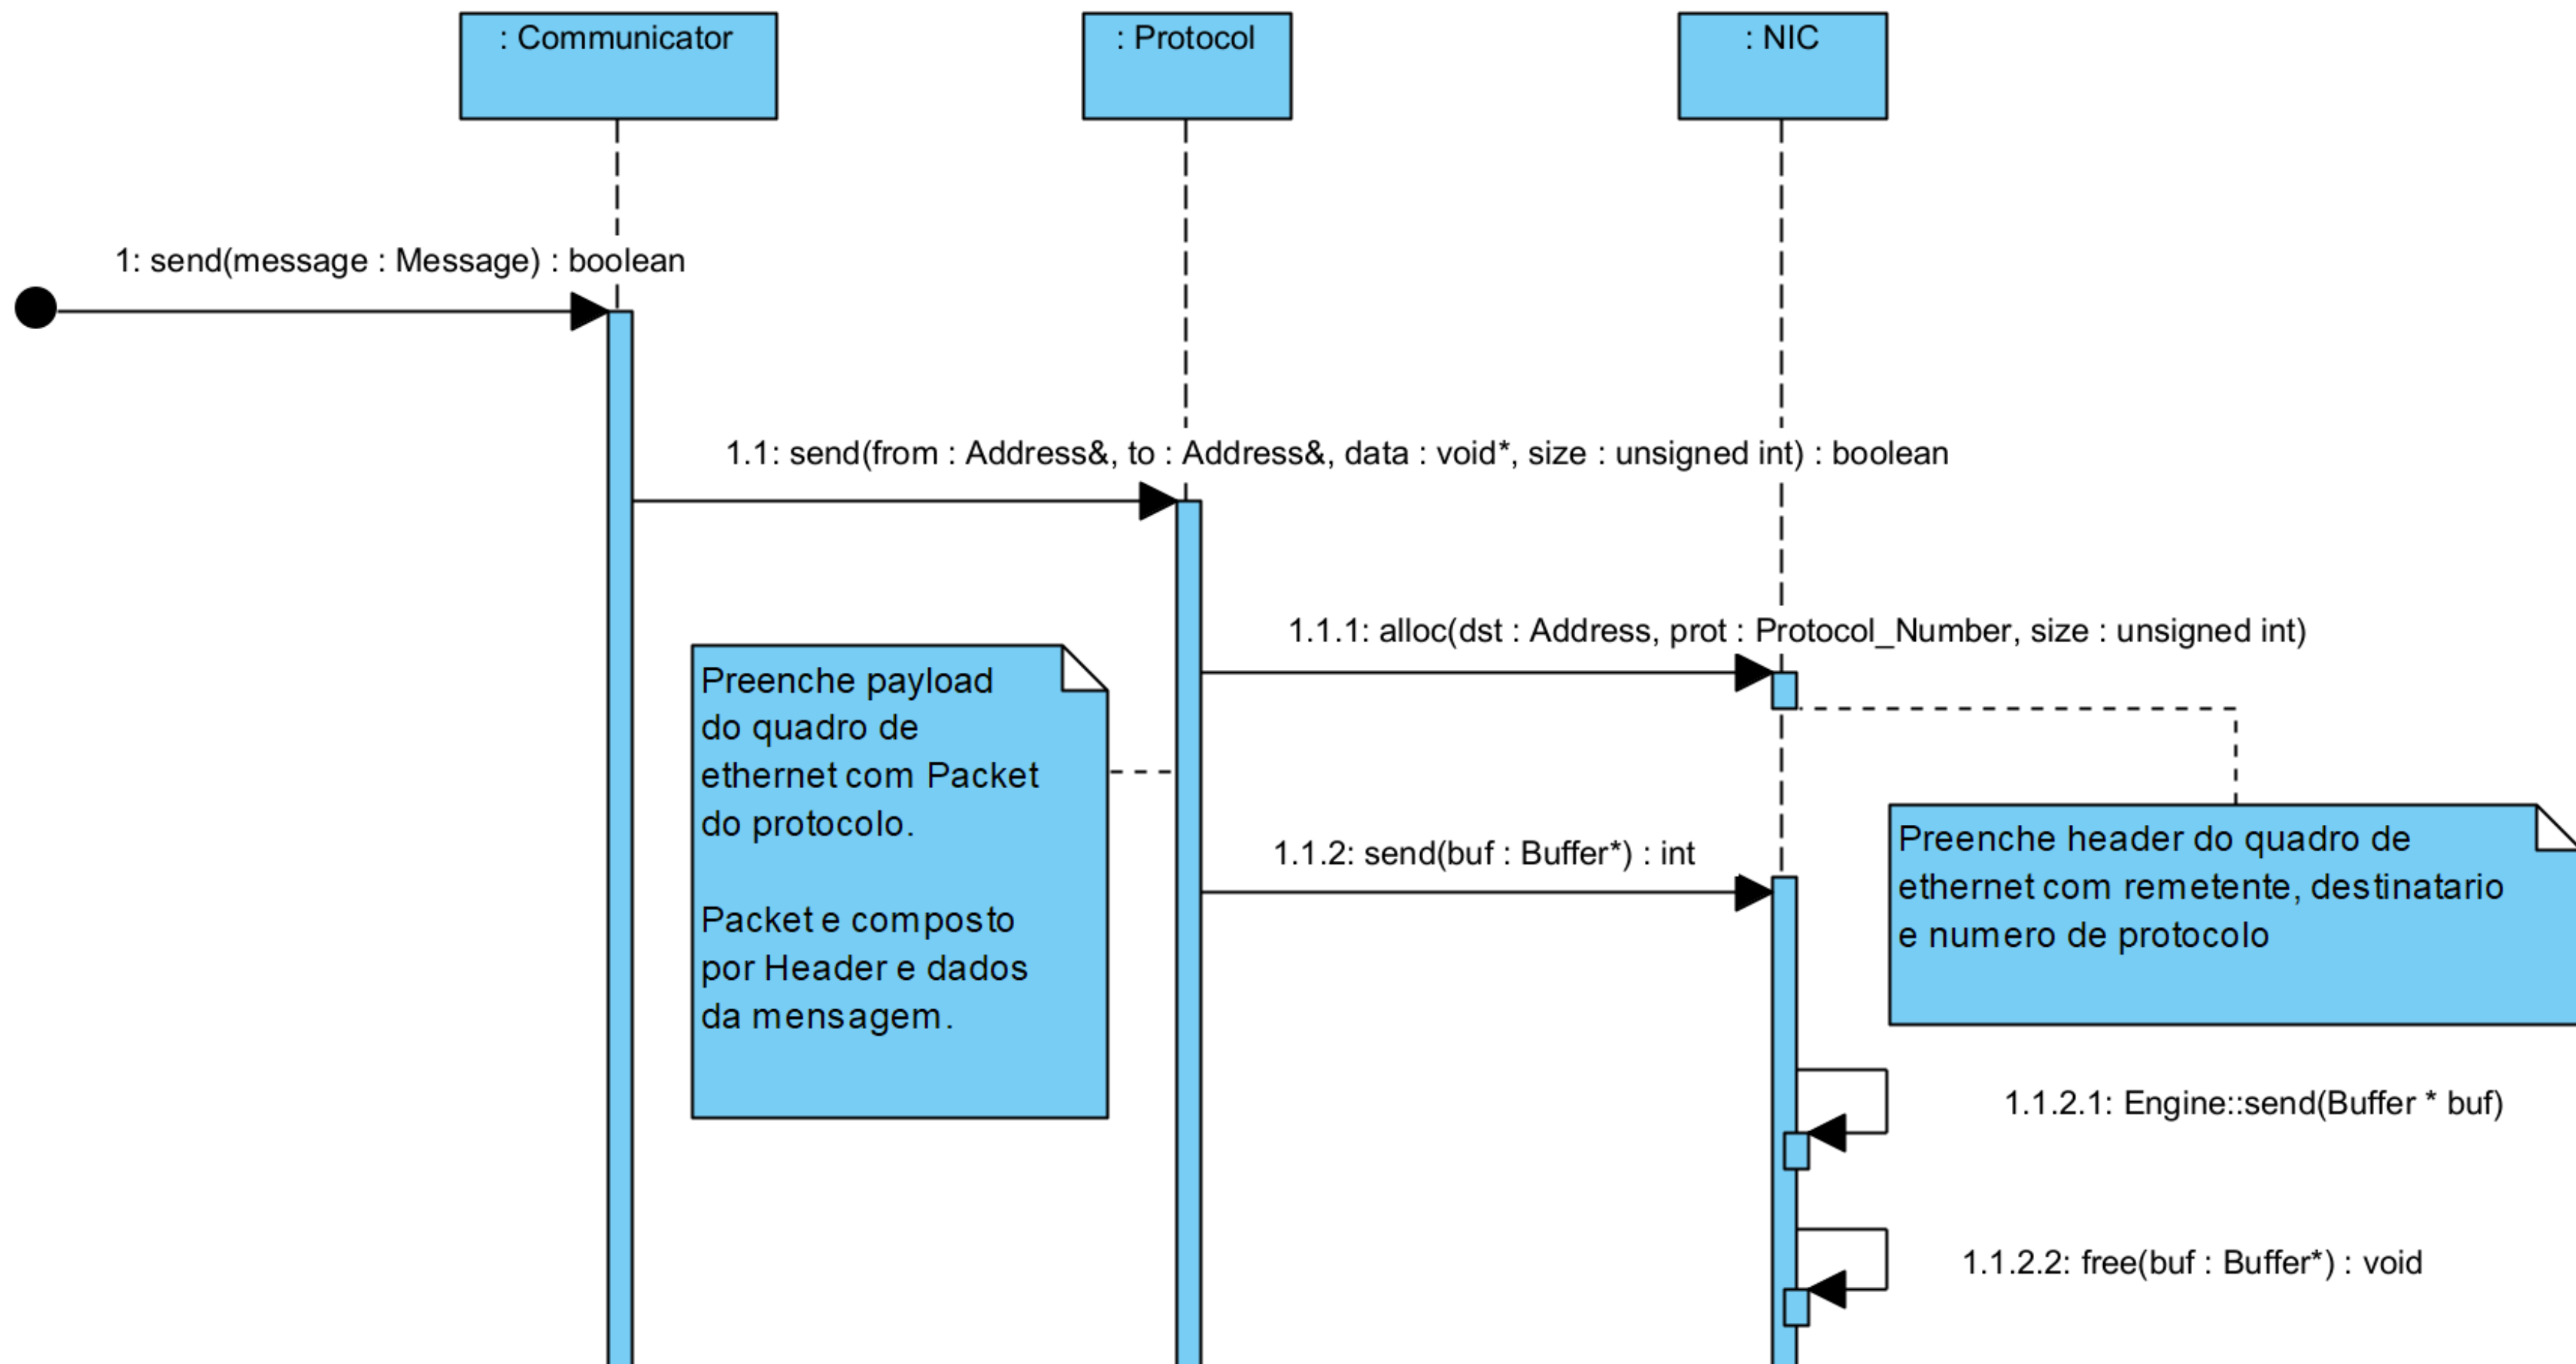 : Communicator
: Protocol
: NIC
1: send(message : Message) : boolean
1.1: send(from : Address&, to : Address&, data : void*, size : unsigned int) : boolean
1.1.1: alloc(dst : Address, prot : Protocol_Number, size : unsigned int)
Preenche payload
do quadro de
ethernet com Packet
do protocolo.
Packet e composto
por Header e dados
da mensagem.
1.1.2: send(buf : Buffer*) : int
Preenche header do quadro de
ethernet com remetente, destinatario
e numero de protocolo
1.1.2.1: Engine::send(Buffer * buf)
1.1.2.2: free(buf : Buffer*) : void